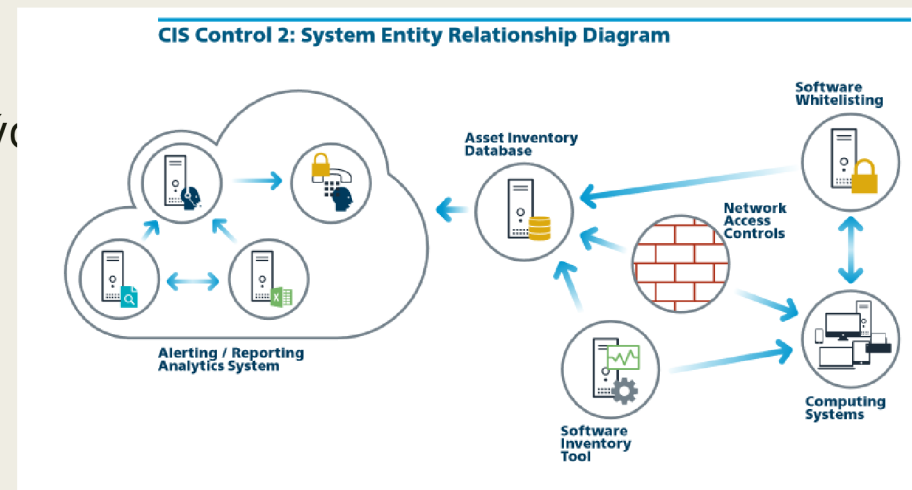 CIS Control 2: System Entity Relationship Diagram
Software
Whitelisting
Asset Inventory
Database
Network
Access
Controls
Alerting / Reporting
Analytics System
Computing
Systems
Software
Inventory
Tool